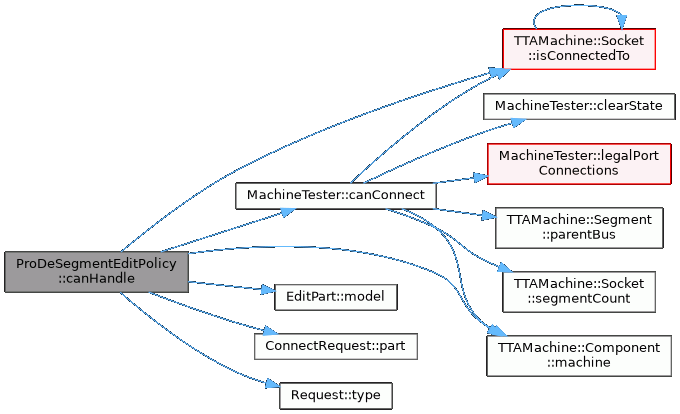 TTAMachine::Socket
::isConnectedTo
MachineTester::clearState
MachineTester::legalPort
Connections
MachineTester::canConnect
TTAMachine::Segment
::parentBus
ProDeSegmentEditPolicy
::canHandle
TTAMachine::Socket
::segmentCount
EditPart::model
ConnectRequest::part
TTAMachine::Component
::machine
Request::type